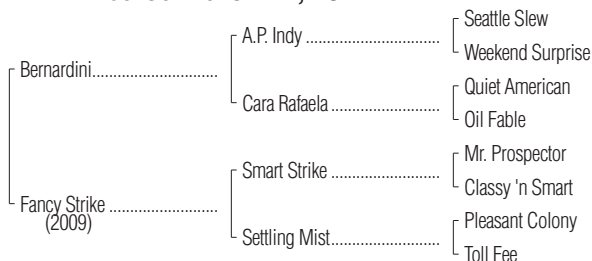 Bernardini
A.P. Indy
Seattle Slew
Weekend Surprise
Cara Rafaela
Quiet American
Oil Fable
Fancy Strike
(2009)
Smart Strike
Mr. Prospector
Classy 'n Smart
Settling Mist
Pleasant Colony
Toll Fee